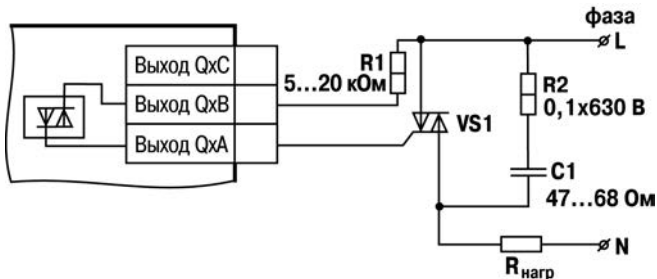 фаза
L
Выход QxC
Выход QxB
Выход QxA
R1
5...20 кОм
VS1
R2
0,1х630 В
C1
47...68 Ом
N
Rнагр